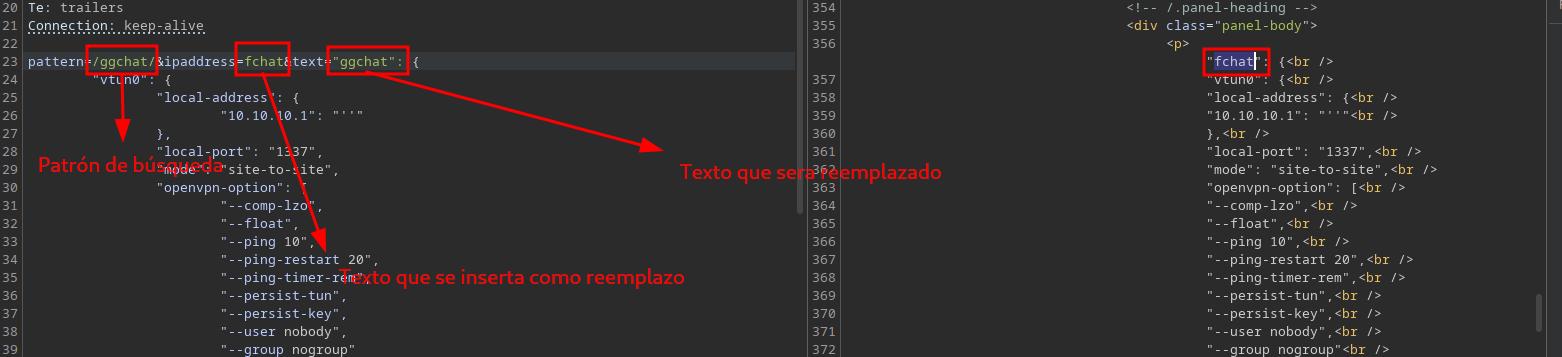 20 Te: trailers
21 Connection: keep-alive
22
23 pattern=/ggchat/&ipaddress=fchat&text="ggchat": {
24 "vtun0": {
25 "local-address": {
26 "10.10.10.1": "''"
27 },
28 "local-port": "1337",
29 "mode": "site-to-site",
30 "openvpn-option": [
31 "--comp-lzo",
32 "--float",
33 "--ping 10",
34 "--ping-restart 20",
35 "--ping-timer-rem",
36 "--persist-tun",
37 "--persist-key",
38 "--user nobody",
39 "--group nogroup"
Patrón de búsqueda
Texto que se inserta como reemplazo
Texto que sera reemplazado
354 <!-- /.panel-heading -->
355 <div class="panel-body">
356 <p>
"fchat": {<br />
357 "vtun0": {<br />
358 "local-address": {<br />
359 "10.10.10.1": "''"<br />
360 },<br />
361 "local-port": "1337",<br />
362 "mode": "site-to-site",<br />
363 "openvpn-option": [<br />
364 "--comp-lzo",<br />
365 "--float",<br />
366 "--ping 10",<br />
367 "--ping-restart 20",<br />
368 "--ping-timer-rem",<br />
369 "--persist-tun",<br />
370 "--persist-key",<br />
371 "--user nobody",<br />
372 "--group nogroup"<br />